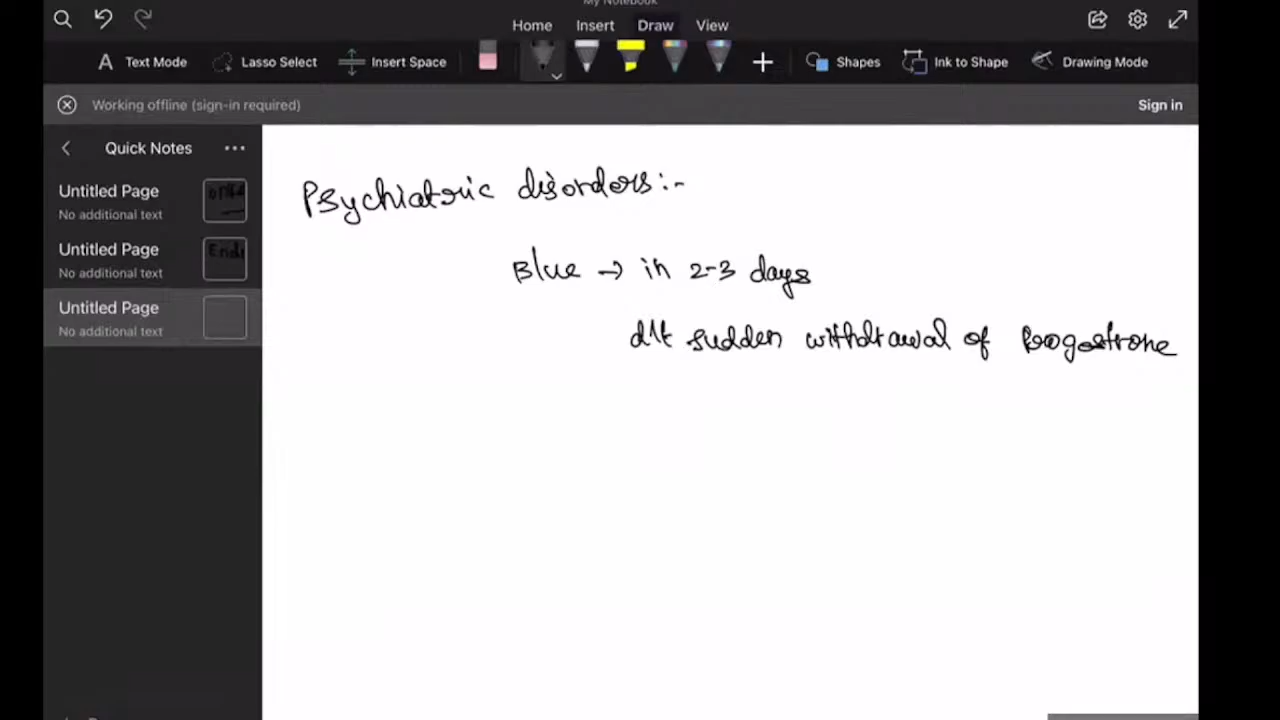 My Notebook
Home Insert Draw View
Text Mode Lasso Select Insert Space Shapes Ink to Shape Drawing Mode
Working offline (sign-in required) Sign in
Quick Notes
Untitled Page
No additional text
Untitled Page
No additional text
Untitled Page
No additional text
Psychiatric disorders:-
Blue → in 2-3 days
d/t sudden withdrawal of Progestrone